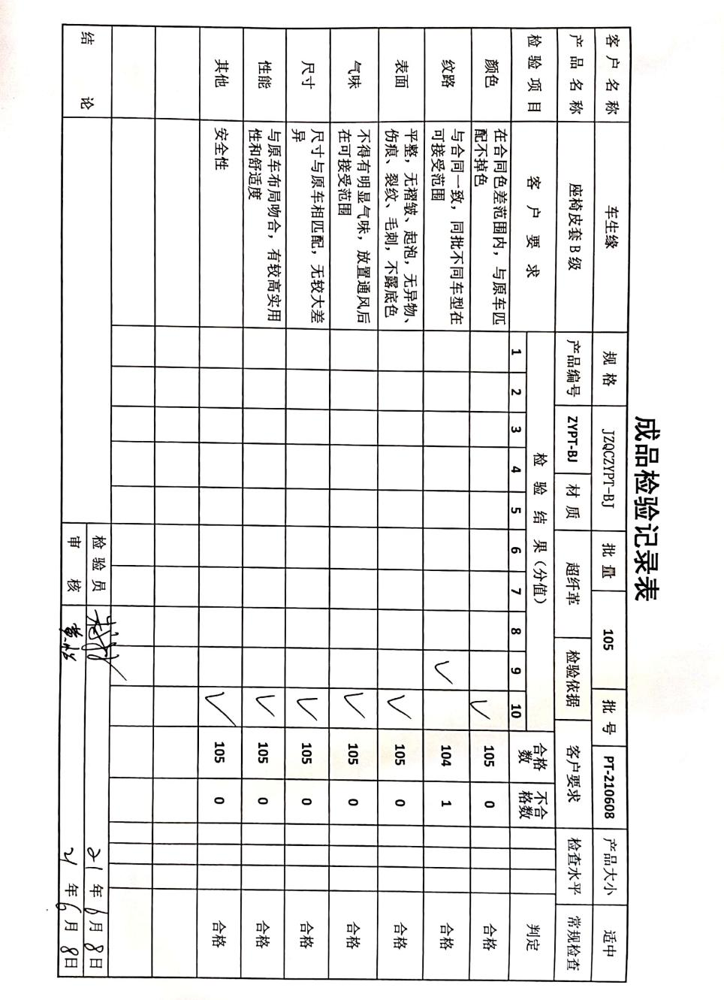 成品检验记录表
客户名称 车生缘 规格 JZQCZYPT-BJ 批量 105 批号 PT-210608 产品大小 适中
产品名称 座椅皮套B级 产品编号 ZYPT-BJ 材质 超纤革 检验依据 客户要求 检查水平 常规检查
检验项目 客户要求 检验结果(分值) 合格数 不合格数 判定
1 2 3 4 5 6 7 8 9 10
颜色 在合同色差范围内,与原车匹
配不掉色 ✓ 105 0 合格
纹路 与合同一致,同批不同车型在
可接受范围 ✓ 104 1 合格
表面 平整,无褶皱、起泡,无异物、
伤痕、裂纹、毛刺,不露底色 ✓ 105 0 合格
气味 不得有明显气味,放置通风后
在可接受范围 ✓ 105 0 合格
尺寸 尺寸与原车相匹配,无较大差
异 ✓ 105 0 合格
性能 与原车布局吻合,有较高实用
性和舒适度 ✓ 105 0 合格
其他 安全性 ✓ 105 0 合格
结论 检验员 21年6月8日
审核 21年6月8日